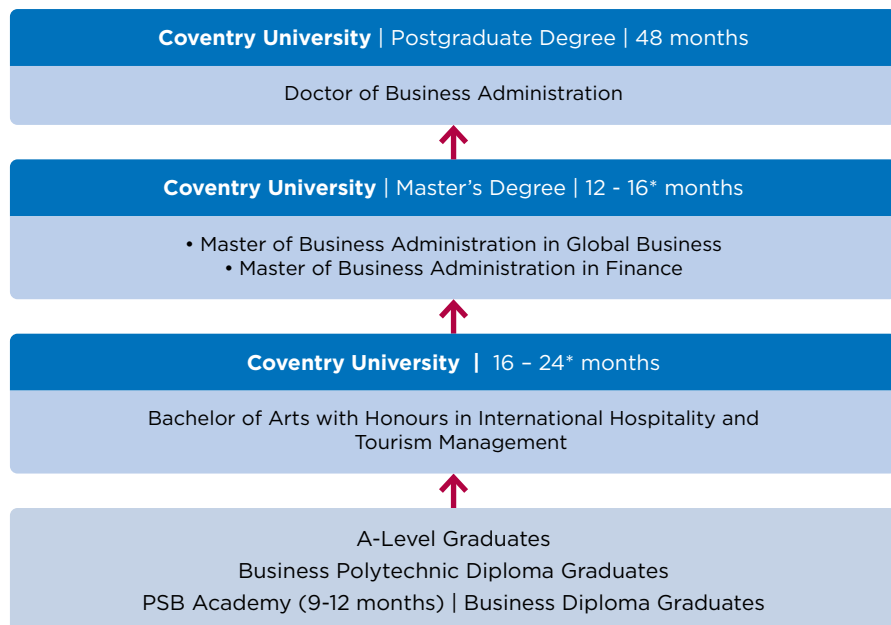 Coventry University | Postgraduate Degree | 48 months
Doctor of Business Administration
Coventry University | Master's Degree | 12 - 16* months
• Master of Business Administration in Global Business
• Master of Business Administration in Finance
Coventry University | 16 – 24* months
Bachelor of Arts with Honours in International Hospitality and
Tourism Management
A-Level Graduates
Business Polytechnic Diploma Graduates
PSB Academy (9-12 months) | Business Diploma Graduates